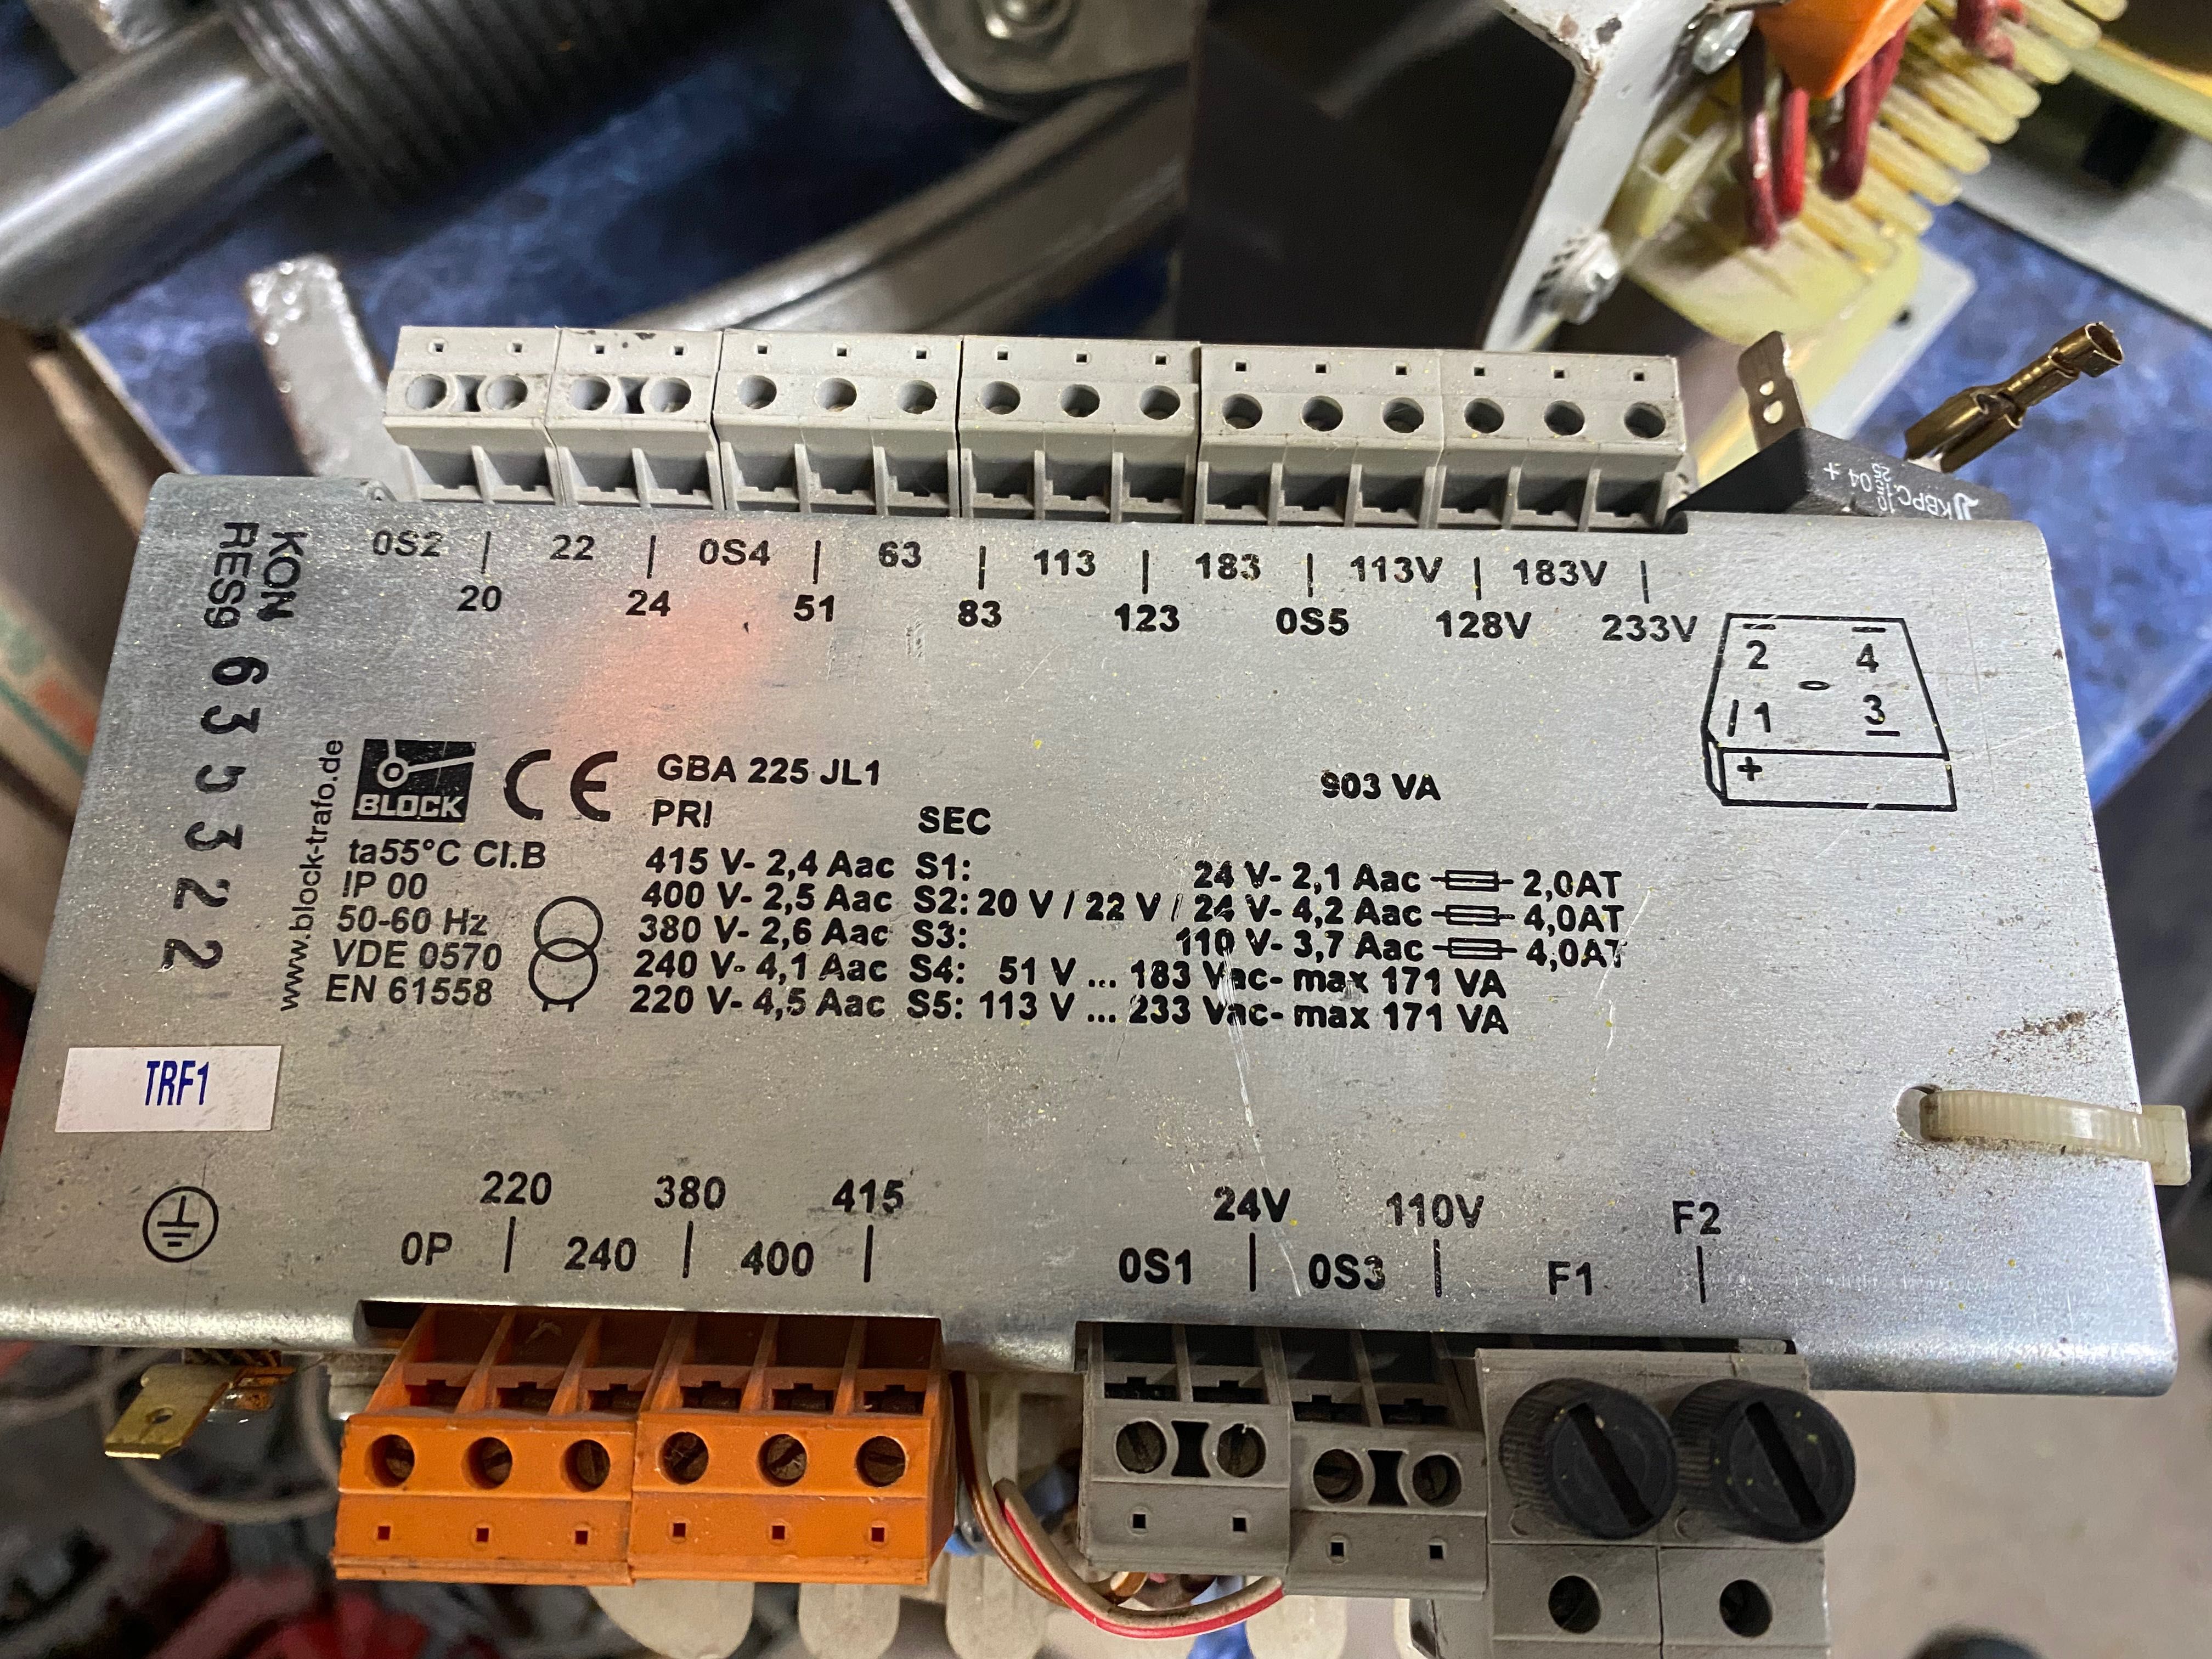 0S2 | 22 | 0S4 | 63 | 113 | 183 | 113V | 183V |
20 24 51 83 123 0S5 128V 233V
KON
RES9 635322
KBPC
10
04 +
25
2 4
1 3
+
www.block-trafo.de
BLOCK
CE
ta55°C Cl.B
IP 00
50-60 Hz
VDE 0570
EN 61558
GBA 225 JL1
903 VA
PRI SEC
415 V- 2,4 Aac S1: 24 V- 2,1 Aac 2,0AT
400 V- 2,5 Aac S2: 20 V / 22 V / 24 V- 4,2 Aac 4,0AT
380 V- 2,6 Aac S3: 110 V- 3,7 Aac 4,0AT
240 V- 4,1 Aac S4: 51 V ... 183 Vac- max 171 VA
220 V- 4,5 Aac S5: 113 V ... 233 Vac- max 171 VA
TRF1
220 380 415 24V 110V F2
0P | 240 | 400 | 0S1 | 0S3 | F1 |